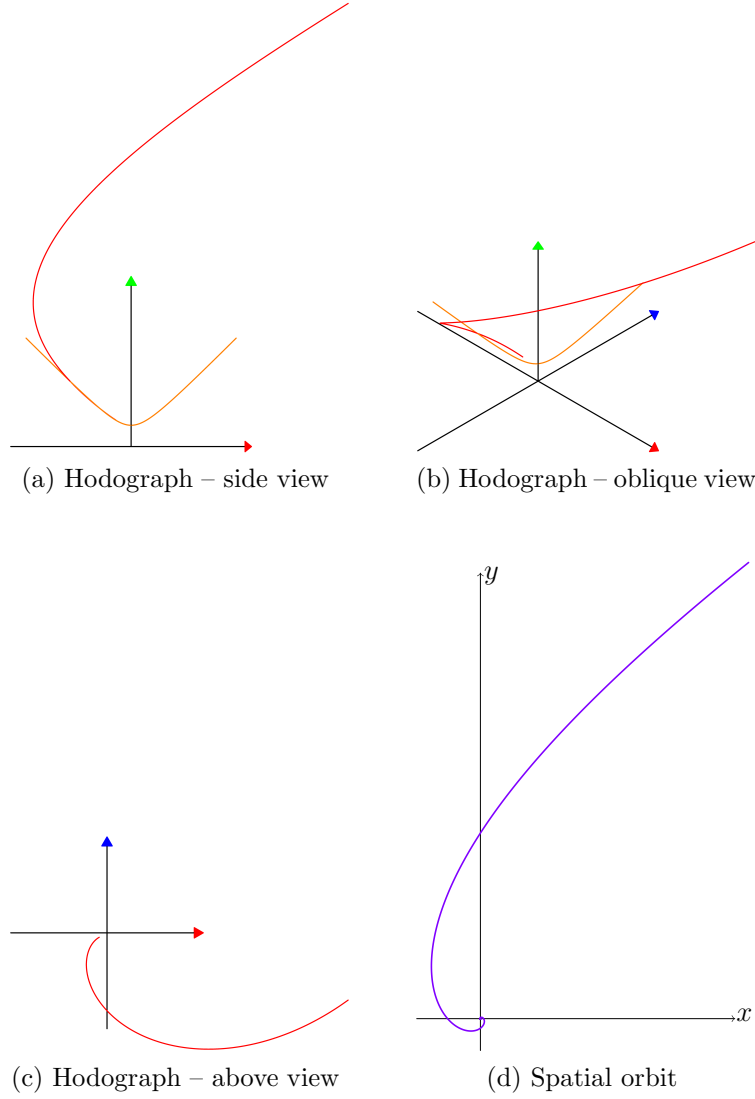 (a) Hodograph – side view
(b) Hodograph – oblique view
y
x
(c) Hodograph – above view
(d) Spatial orbit